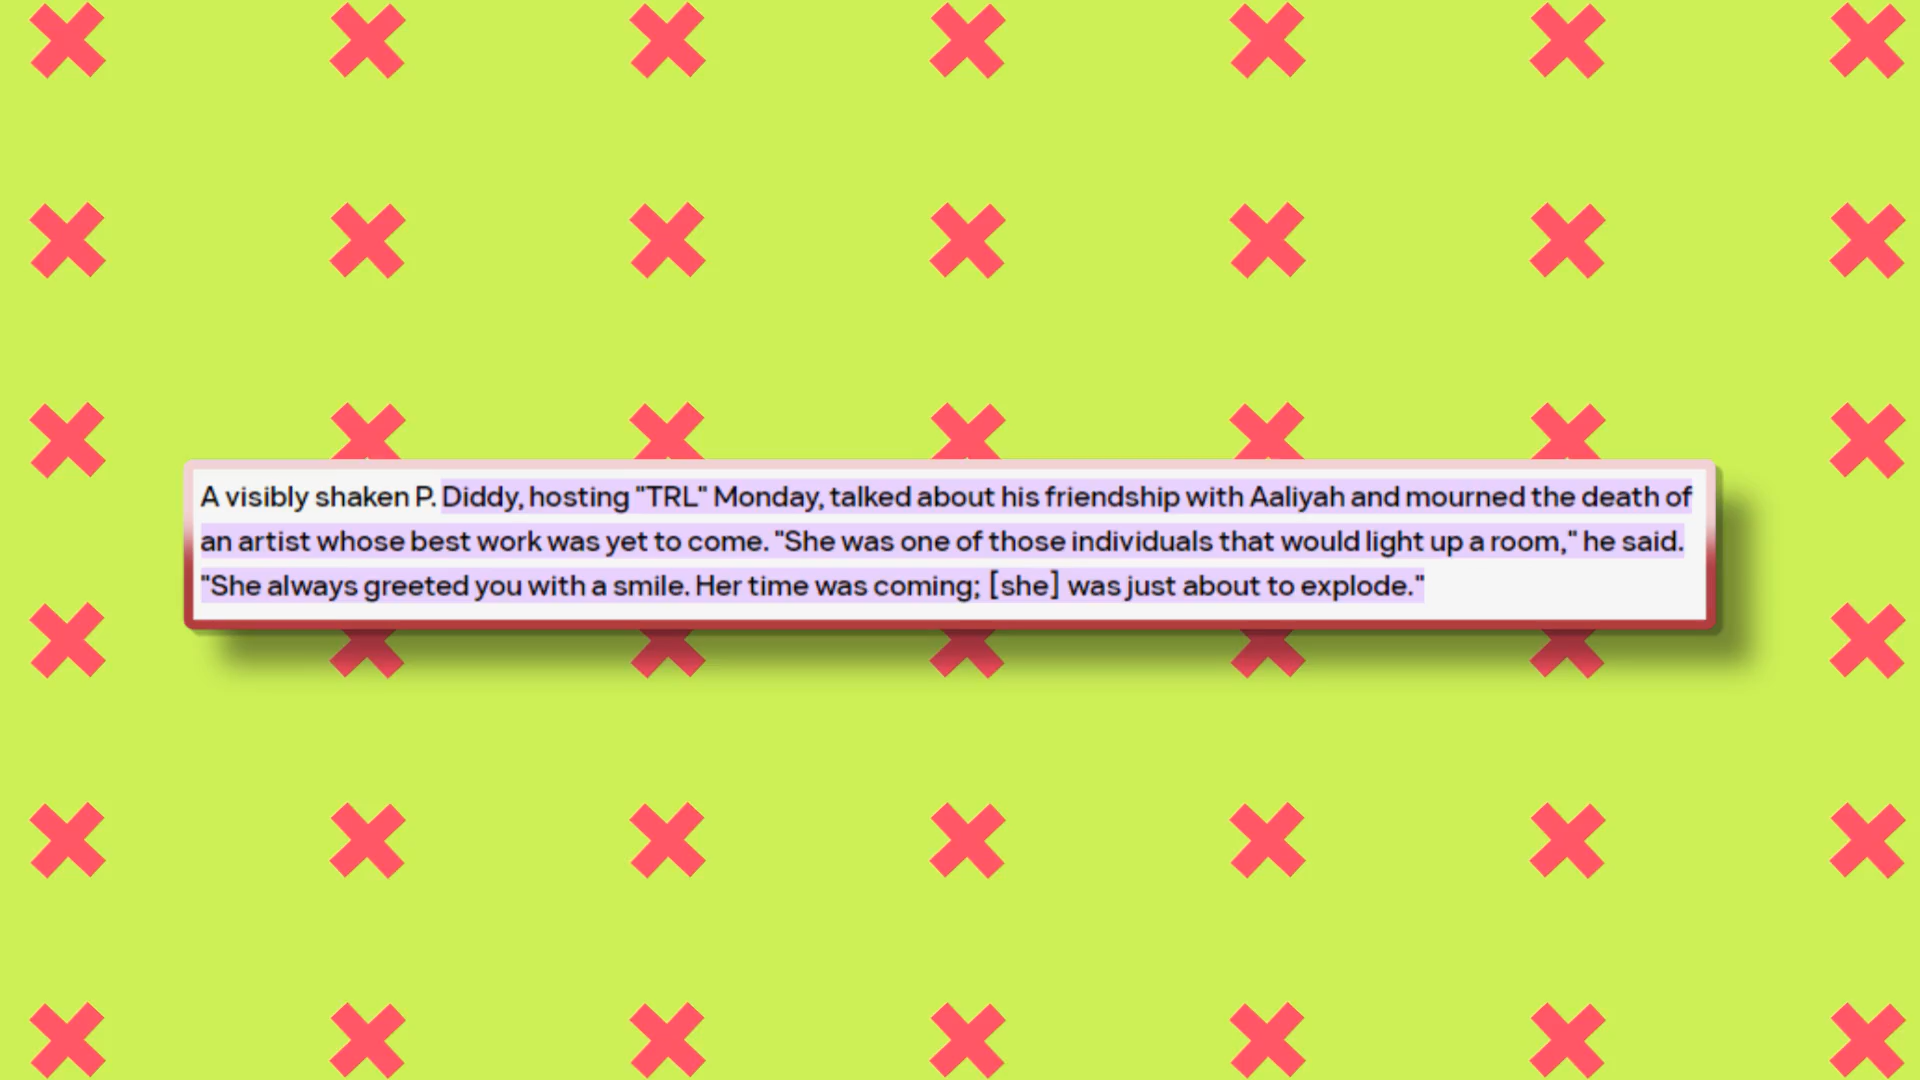 A visibly shaken P. Diddy, hosting "TRL" Monday, talked about his friendship with Aaliyah and mourned the death of
an artist whose best work was yet to come. "She was one of those individuals that would light up a room," he said.
"She always greeted you with a smile. Her time was coming; [she] was just about to explode."